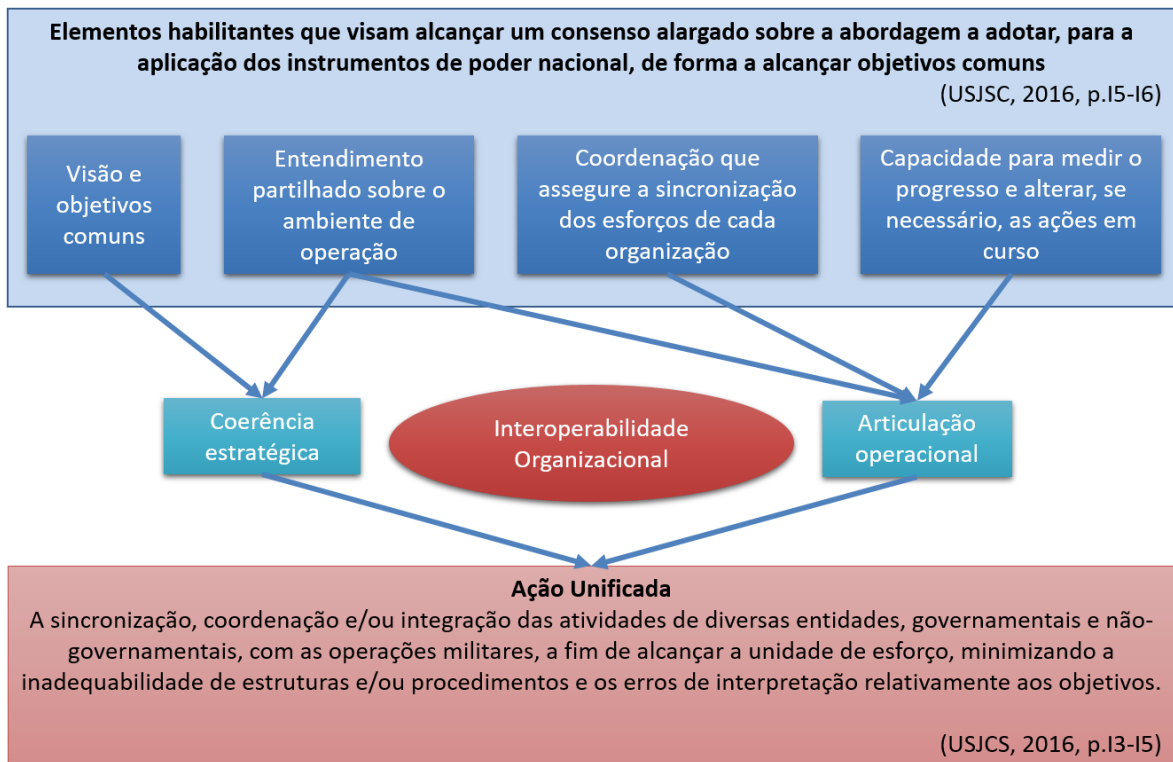 Elementos habilitantes que visam alcançar um consenso alargado sobre a abordagem a adotar, para a
aplicação dos instrumentos de poder nacional, de forma a alcançar objetivos comuns
(USJSC, 2016, p.I5-I6)
Visão e
objetivos
comuns
Entendimento
partilhado sobre o
ambiente de
operação
Coordenação que
assegure a sincronização
dos esforços de cada
organização
Capacidade para medir o
progresso e alterar, se
necessário, as ações em
curso
Coerência
estratégica
Interoperabilidade
Organizacional
Articulação
operacional
Ação Unificada
A sincronização, coordenação e/ou integração das atividades de diversas entidades, governamentais e não-
governamentais, com as operações militares, a fim de alcançar a unidade de esforço, minimizando a
inadequabilidade de estruturas e/ou procedimentos e os erros de interpretação relativamente aos objetivos.
(USJCS, 2016, p.I3-I5)